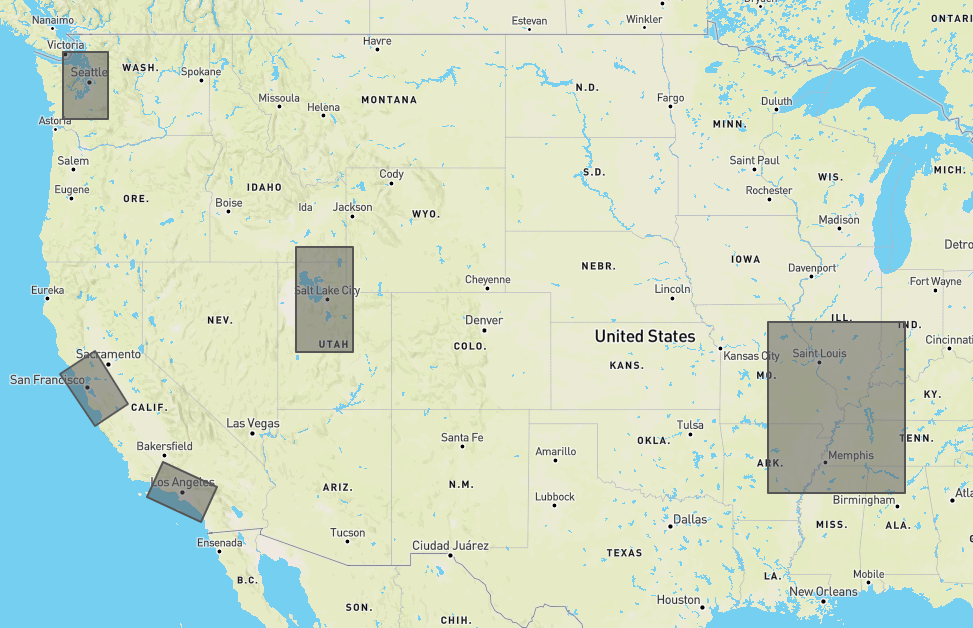 Nanaimo
Estevan
Winkler
ONTARI
Victoria
Havre
WASH.
Seattle
Spokane
N.D.
Missoula
Helena
MONTANA
Fargo
Duluth
Astoria
MINN.
Salem
Saint Paul
Cody
S.D.
WIS.
MICH.
Eugene
IDAHO
Rochester
ORE.
Boise
Ida
Jackson
WYO.
Madison
Detro
IOWA
NEBR.
Davenport
Eureka
Salt Lake City
Cheyenne
Lincoln
Fort Wayne
NEV.
Denver
ILL.
IND.
United States
UTAH
COLO.
Cincinnati
Sacramento
Kansas City
Saint Louis
KANS.
MO.
San Francisco
CALIF.
KY.
Las Vegas
Tulsa
Bakersfield
Santa Fe
OKLA.
TENN.
Amarillo
Memphis
ARK.
Los Angeles
ARIZ.
N.M.
Lubbock
Birmingham
Atla
Dallas
MISS.
ALA.
Tucson
Ensenada
Ciudad Juárez
TEXAS
B.C.
LA.
Mobile
New Orleans
Houston
SON.
CHIH.